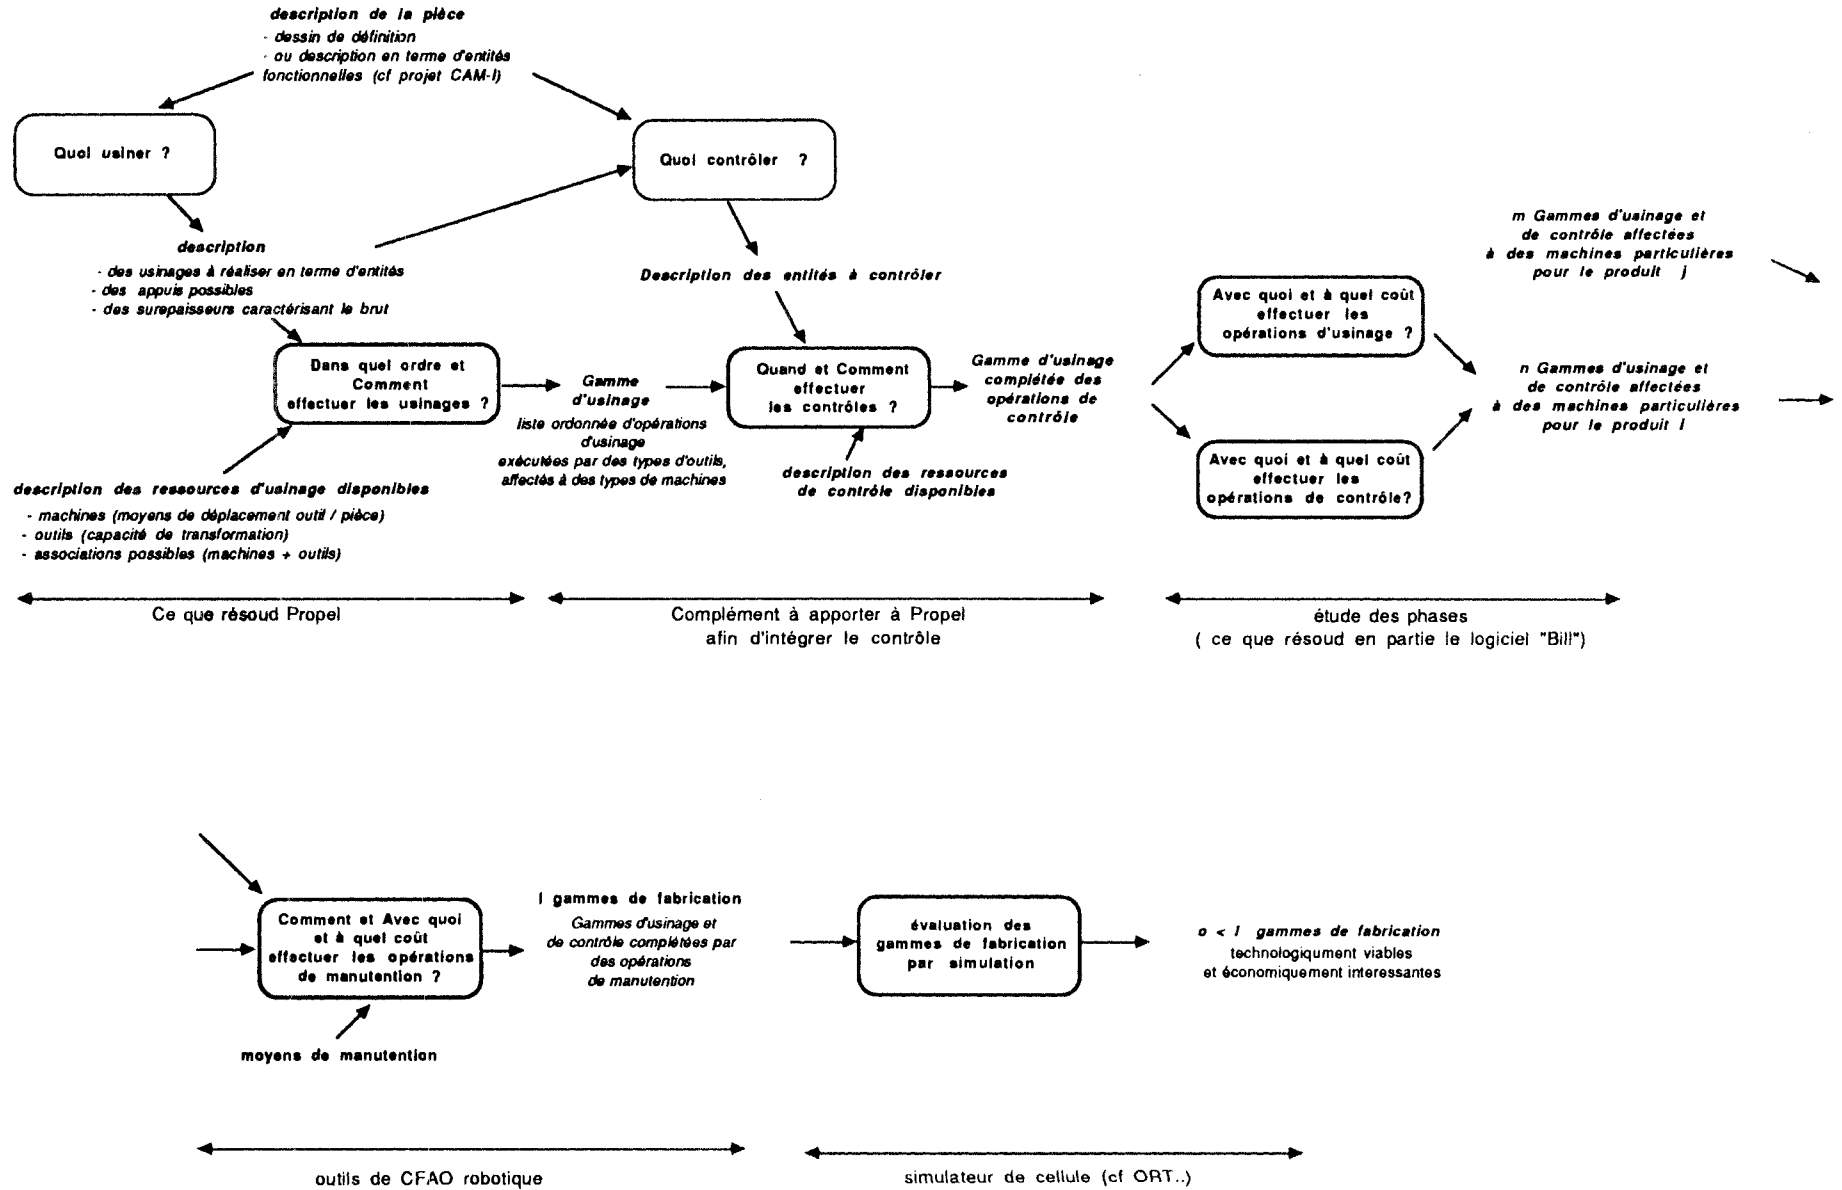 description de la pièce
- dessin de définition
- ou description en terme d'entités
fonctionnelles (cf projet CAM-I)
Quoi usiner ?
Quoi contrôler ?
description
- des usinages à réaliser en terme d'entités
- des appuis possibles
- des surepaisseurs caractérisant le brut
Description des entités à contrôler
Dans quel ordre et
Comment
effectuer les usinages ?
Gamme
d'usinage
liste ordonnée d'opérations
d'usinage
exécutées par des types d'outils,
affectés à des types de machines
Quand et Comment
effectuer
les contrôles ?
Gamme d'usinage
complétée des
opérations de
contrôle
description des ressources
de contrôle disponibles
description des ressources d'usinage disponibles
- machines (moyens de déplacement outil / pièce)
- outils (capacité de transformation)
- associations possibles (machines + outils)
Avec quoi et à quel coût
effectuer les
opérations d'usinage ?
Avec quoi et à quel coût
effectuer les
opérations de contrôle?
m Gammes d'usinage et
de contrôle affectées
à des machines particulières
pour le produit j
n Gammes d'usinage et
de contrôle affectées
à des machines particulières
pour le produit i
Ce que résoud Propel
Complément à apporter à Propel
afin d'intégrer le contrôle
étude des phases
( ce que résoud en partie le logiciel "Bill")
Comment et Avec quoi
et à quel coût
effectuer les opérations
de manutention ?
moyens de manutention
l gammes de fabrication
Gammes d'usinage et
de contrôle complétées par
des opérations
de manutention
évaluation des
gammes de fabrication
par simulation
o < l gammes de fabrication
technologiqument viables
et économiquement interessantes
outils de CFAO robotique
simulateur de cellule (cf ORT..)